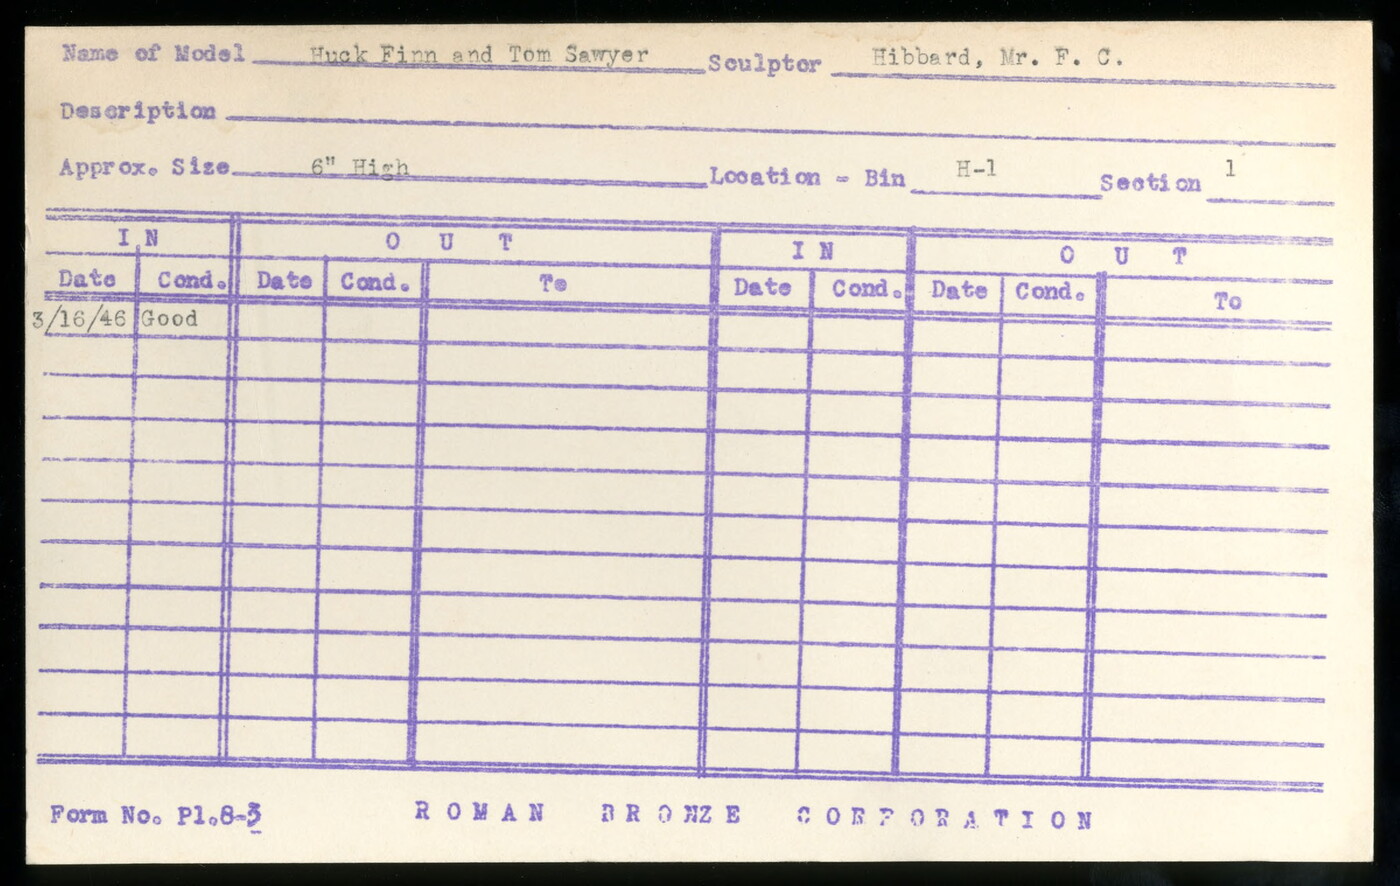 Name of Model Huck Finn and Tom Sawyer Sculptor Hibbard, Mr. F. C.
Description
Approx. Size 6" High Location - Bin H-1 Section 1
IN OUT IN OUT
Date Cond. Date Cond. To Date Cond. Date Cond. To
3/16/46 Good
Form No. Pl.8-3 ROMAN BRONZE CORPORATION